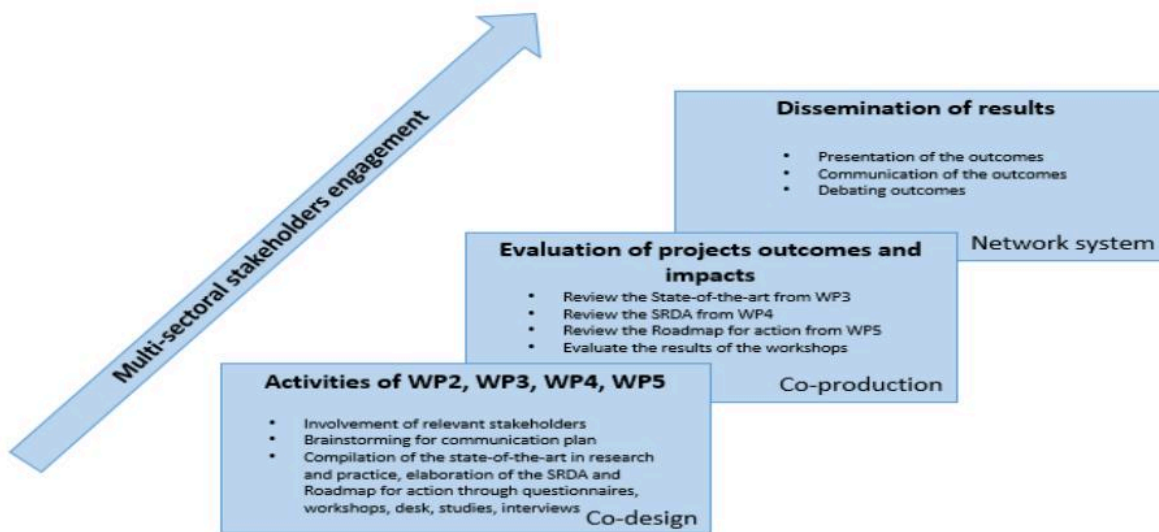 Multi-sectoral stakeholders engagement
Dissemination of results
• Presentation of the outcomes
• Communication of the outcomes
• Debating outcomes
Network system
Evaluation of projects outcomes and
impacts
• Review the State-of-the-art from WP3
• Review the SRDA from WP4
• Review the Roadmap for action from WP5
• Evaluate the results of the workshops
Co-production
Activities of WP2, WP3, WP4, WP5
• Involvement of relevant stakeholders
• Brainstorming for communication plan
• Compilation of the state-of-the-art in research
and practice, elaboration of the SRDA and
Roadmap for action through questionnaires,
workshops, desk, studies, interviews
Co-design